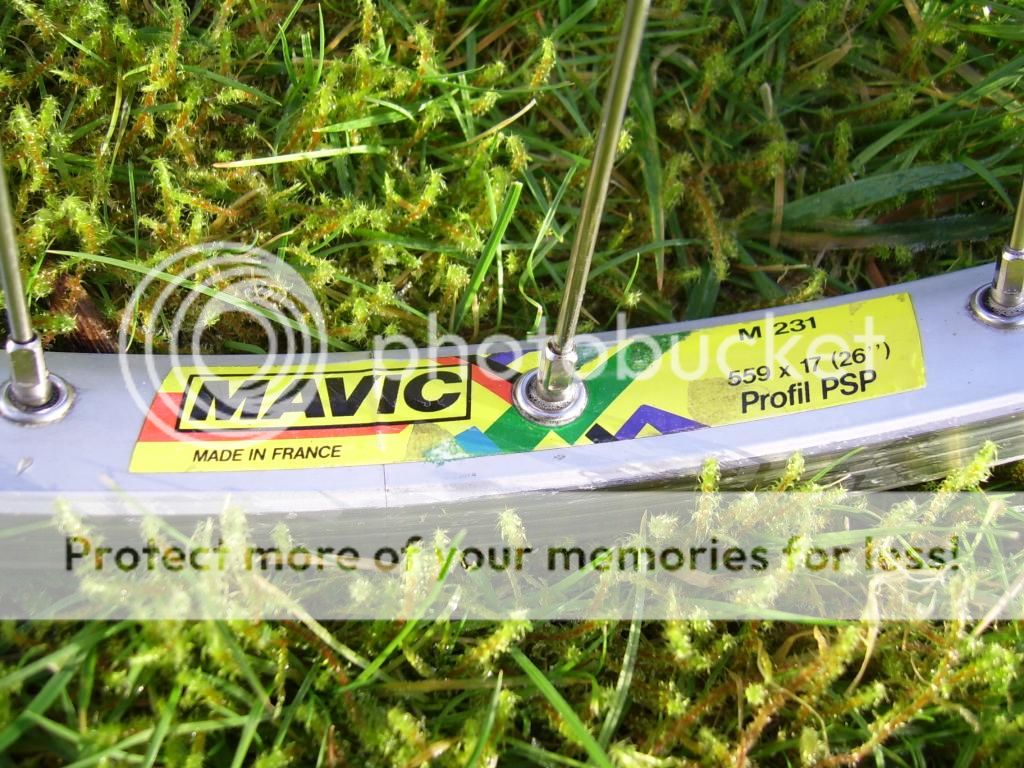 MAVIC
MADE IN FRANCE
M 231
559 x 17 (26")
Profil PSP
photobucket
Protect more of your memories for less!